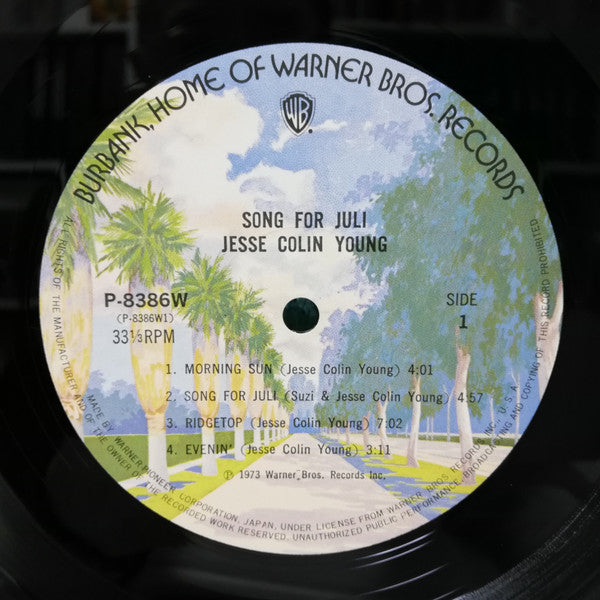 BURBANK, HOME OF WARNER BROS. RECORDS
WB
SONG FOR JULI
JESSE COLIN YOUNG
P-8386W
(P-8386W1)
33⅓RPM
SIDE
1
1. MORNING SUN (Jesse Colin Young) 4:01
2. SONG FOR JULI (Suzi & Jesse Colin Young) 4:57
3. RIDGETOP (Jesse Colin Young) 7:02
4. EVENIN' (Jesse Colin Young) 3:11
Ⓟ 1973 Warner Bros. Records Inc.
MADE BY WARNER-PIONEER CORPORATION, JAPAN, UNDER LICENSE FROM WARNER BROS RECORD INC., U.S.A.
ALL RIGHTS OF THE MANUFACTURER AND OF THE OWNER OF THE RECORDED WORK RESERVED. UNAUTHORIZED PUBLIC PERFORMANCE, BROADCASTING AND COPYING OF THIS RECORD PROHIBITED